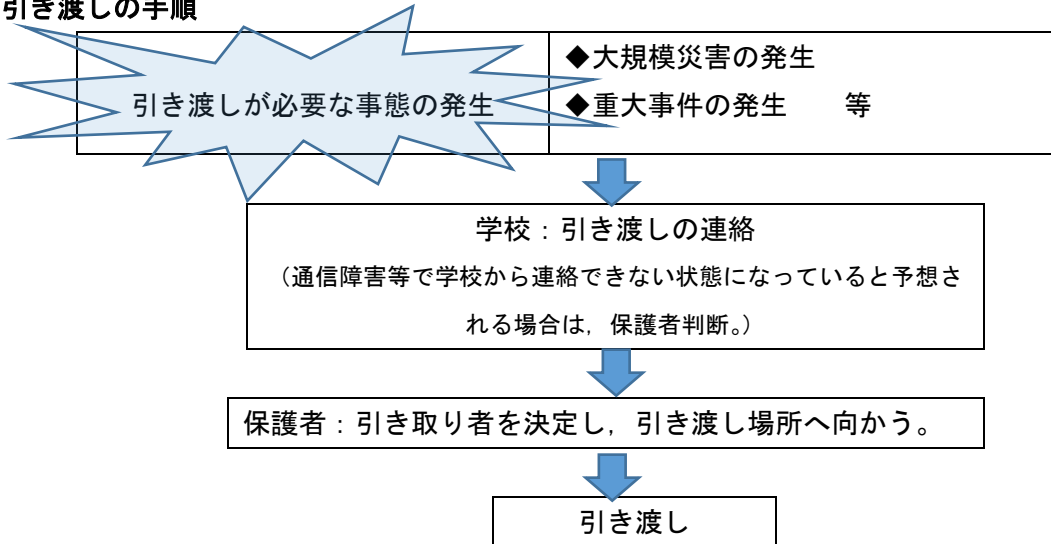 引き渡しの手順
◆大規模災害の発生
引き渡しが必要な事態の発生
◆重大事件の発生　　等
学校：引き渡しの連絡
（通信障害等で学校から連絡できない状態になっていると予想さ
れる場合は，保護者判断。）
保護者：引き取り者を決定し，引き渡し場所へ向かう。
引き渡し